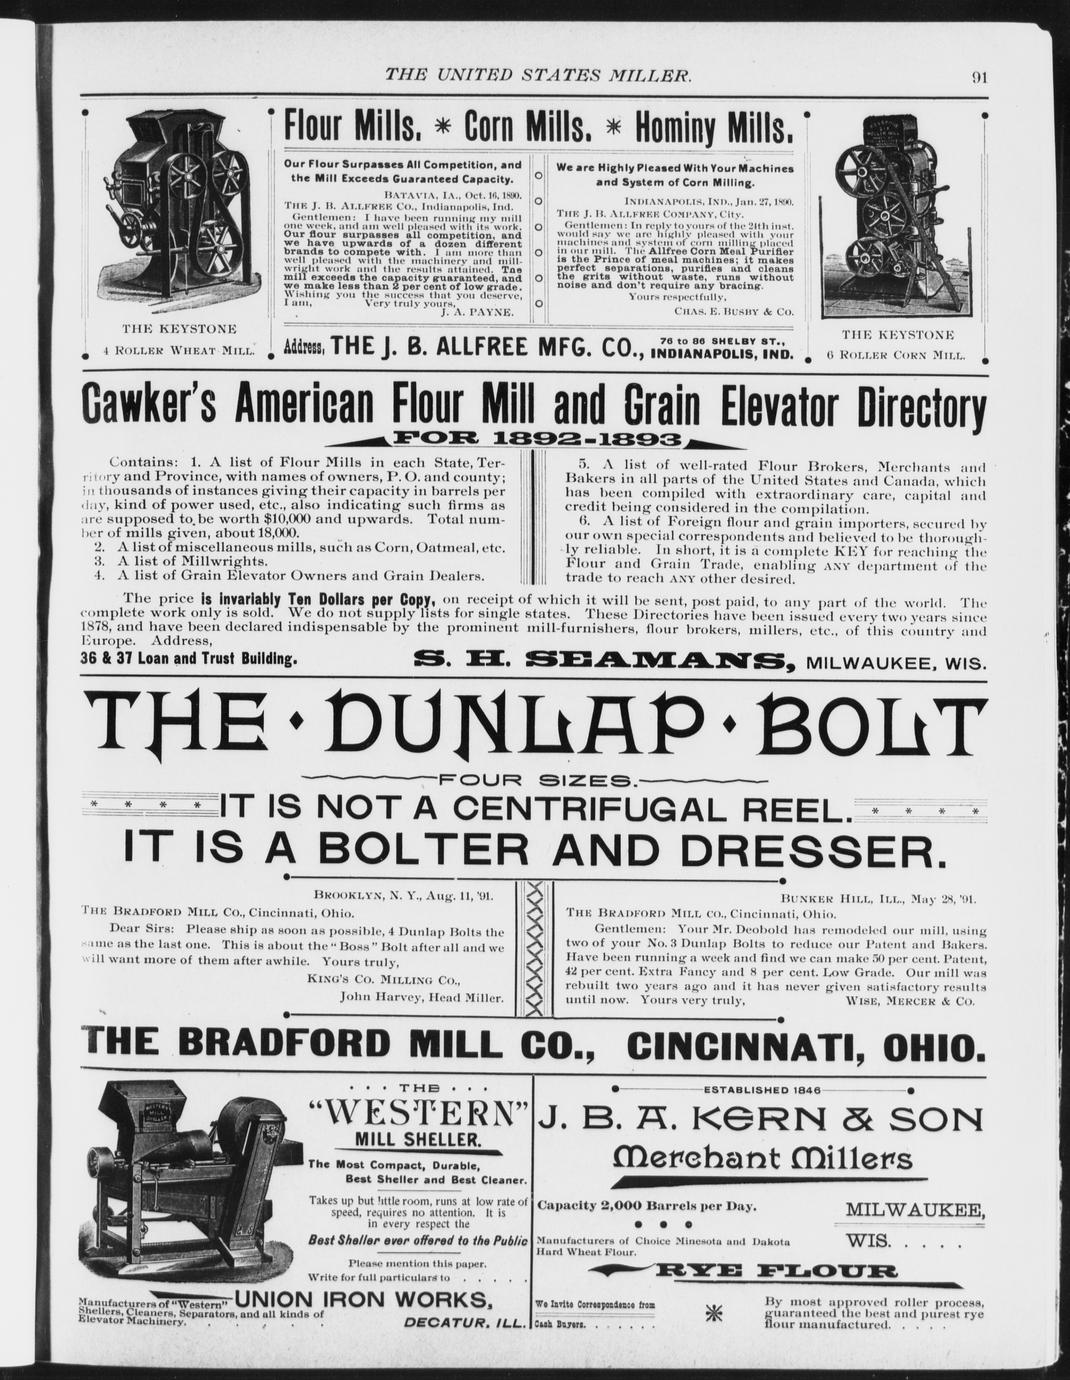 THE UNITED STATES MILLER.
91
Flour Mills. * Corn Mills. * Hominy Mills.
THE KEYSTONE
4 ROLLER WHEAT MILL.
Our Flour Surpasses All Competition, and
the Mill Exceeds Guaranteed Capacity.
BATAVIA, IA., Oct. 16, 1890.
THE J. B. ALLFREE CO., Indianapolis, Ind.
Gentlemen: I have been running my mill
one week, and am well pleased with its work.
Our flour surpasses all competition, and
we have upwards of a dozen different
brands to compete with. I am more than
well pleased with the machinery and mill-
wright work and the results attained. The
mill exceeds the capacity guaranteed, and
we make less than 2 per cent of low grade.
Wishing you the success that you deserve,
I am, Very truly yours,
J. A. PAYNE.
We are Highly Pleased With Your Machines
and System of Corn Milling.
INDIANAPOLIS, IND., Jan. 27, 1890.
THE J. B. ALLFREE COMPANY, City.
Gentlemen: In reply to yours of the 24th inst.
would say we are highly pleased with your
machines and system of corn milling placed
in our mill. The Allfree Corn Meal Purifier
is the Prince of meal machines; it makes
perfect separations, purifies and cleans
the grits without waste, runs without
noise and don't require any bracing.
Yours respectfully,
CHAS. E. BUSBY & CO.
THE KEYSTONE
6 ROLLER CORN MILL.
Address, THE J. B. ALLFREE MFG. CO., 76 to 86 SHELBY ST., INDIANAPOLIS, IND.
Cawker's American Flour Mill and Grain Elevator Directory
FOR 1892-1893
Contains: 1. A list of Flour Mills in each State, Ter-
ritory and Province, with names of owners, P. O. and county;
in thousands of instances giving their capacity in barrels per
day, kind of power used, etc., also indicating such firms as
are supposed to be worth $10,000 and upwards. Total num-
ber of mills given, about 18,000.
2. A list of miscellaneous mills, such as Corn, Oatmeal, etc.
3. A list of Millwrights.
4. A list of Grain Elevator Owners and Grain Dealers.
5. A list of well-rated Flour Brokers, Merchants and
Bakers in all parts of the United States and Canada, which
has been compiled with extraordinary care, capital and
credit being considered in the compilation.
6. A list of Foreign flour and grain importers, secured by
our own special correspondents and believed to be thorough-
ly reliable. In short, it is a complete KEY for reaching the
Flour and Grain Trade, enabling ANY department of the
trade to reach ANY other desired.
The price is invariably Ten Dollars per Copy, on receipt of which it will be sent, post paid, to any part of the world. The
complete work only is sold. We do not supply lists for single states. These Directories have been issued every two years since
1878, and have been declared indispensable by the prominent mill-furnishers, flour brokers, millers, etc., of this country and
Europe. Address,
36 & 37 Loan and Trust Building. S. H. SEAMANS, MILWAUKEE, WIS.
THE · DUNLAP · BOLT
FOUR SIZES.
* * * * IT IS NOT A CENTRIFUGAL REEL. * * * *
IT IS A BOLTER AND DRESSER.
BROOKLYN, N. Y., Aug. 11, '91.
THE BRADFORD MILL CO., Cincinnati, Ohio.
Dear Sirs: Please ship as soon as possible, 4 Dunlap Bolts the
same as the last one. This is about the "Boss" Bolt after all and we
will want more of them after awhile. Yours truly,
KING'S CO. MILLING CO.,
John Harvey, Head Miller.
BUNKER HILL, ILL., May 28, '91.
THE BRADFORD MILL CO., Cincinnati, Ohio.
Gentlemen: Your Mr. Deobold has remodeled our mill, using
two of your No. 3 Dunlap Bolts to reduce our Patent and Bakers.
Have been running a week and find we can make 50 per cent. Patent,
42 per cent. Extra Fancy and 8 per cent. Low Grade. Our mill was
rebuilt two years ago and it has never given satisfactory results
until now. Yours very truly, WISE, MERCER & CO.
THE BRADFORD MILL CO., CINCINNATI, OHIO.
· · · THE · · ·
"WESTERN"
MILL SHELLER.
The Most Compact, Durable,
Best Sheller and Best Cleaner.
Takes up but little room, runs at low rate of
speed, requires no attention. It is
in every respect the
Best Sheller ever offered to the Public
Please mention this paper.
Write for full particulars to . . . . .
Manufacturers of "Western"
Shellers, Cleaners, Separators, and all kinds of
Elevator Machinery.
UNION IRON WORKS,
DECATUR, ILL.
ESTABLISHED 1846
J. B. A. KERN & SON
Merchant Millers
Capacity 2,000 Barrels per Day.
MILWAUKEE,
WIS. . . . .
Manufacturers of Choice Minesota and Dakota
Hard Wheat Flour.
RYE FLOUR
We Invite Correspondence from
Cash Buyers. . . . . . .
By most approved roller process,
guaranteed the best and purest rye
flour manufactured. . . . .